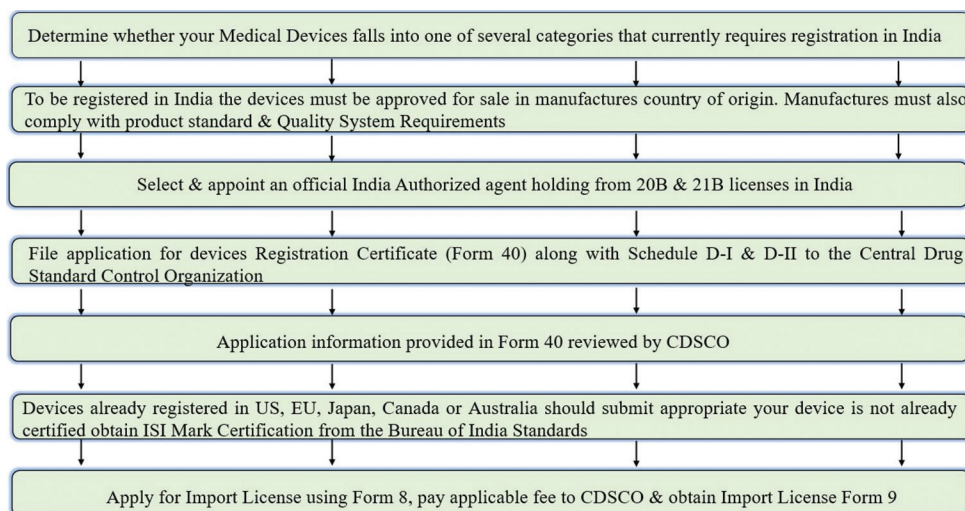 Determine whether your Medical Devices falls into one of several categories that currently requires registration in India
To be registered in India the devices must be approved for sale in manufactures country of origin. Manufactures must also
comply with product standard & Quality System Requirements
Select & appoint an official India Authorized agent holding from 20B & 21B licenses in India
File application for devices Registration Certificate (Form 40) along with Schedule D-I & D-II to the Central Drug
Standard Control Organization
Application information provided in Form 40 reviewed by CDSCO
Devices already registered in US, EU, Japan, Canada or Australia should submit appropriate your device is not already
certified obtain ISI Mark Certification from the Bureau of India Standards
Apply for Import License using Form 8, pay applicable fee to CDSCO & obtain Import License Form 9